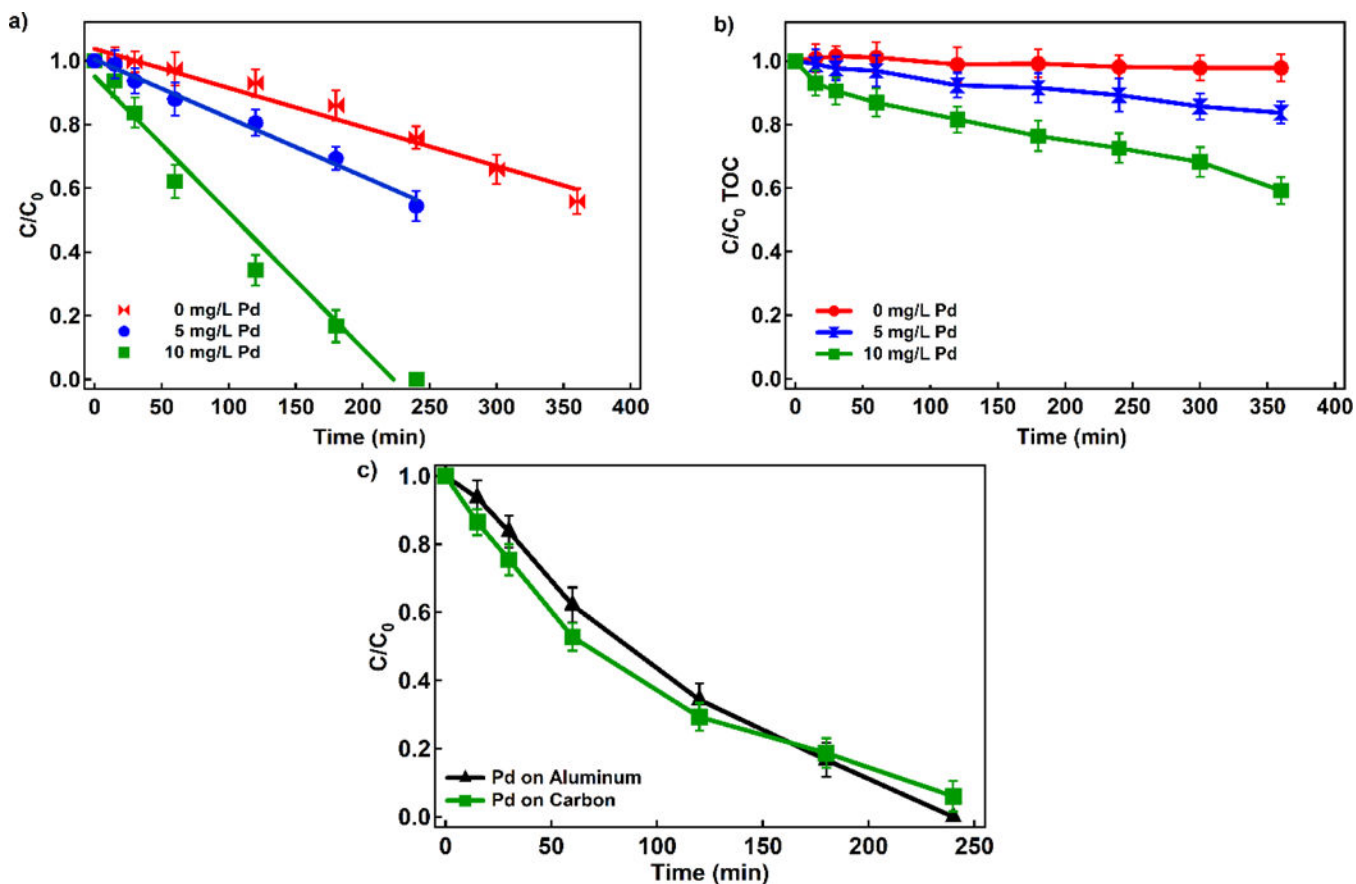 a)
1.0
0.8
0.6
0.4
0.2
0.0
C/C0
0 mg/L Pd
5 mg/L Pd
10 mg/L Pd
0 50 100 150 200 250 300 350 400
Time (min)
b)
1.0
0.8
0.6
0.4
0.2
0.0
C/C0 TOC
0 mg/L Pd
5 mg/L Pd
10 mg/L Pd
0 50 100 150 200 250 300 350 400
Time (min)
c)
1.0
0.8
0.6
0.4
0.2
0.0
C/C0
Pd on Aluminum
Pd on Carbon
0 50 100 150 200 250
Time (min)